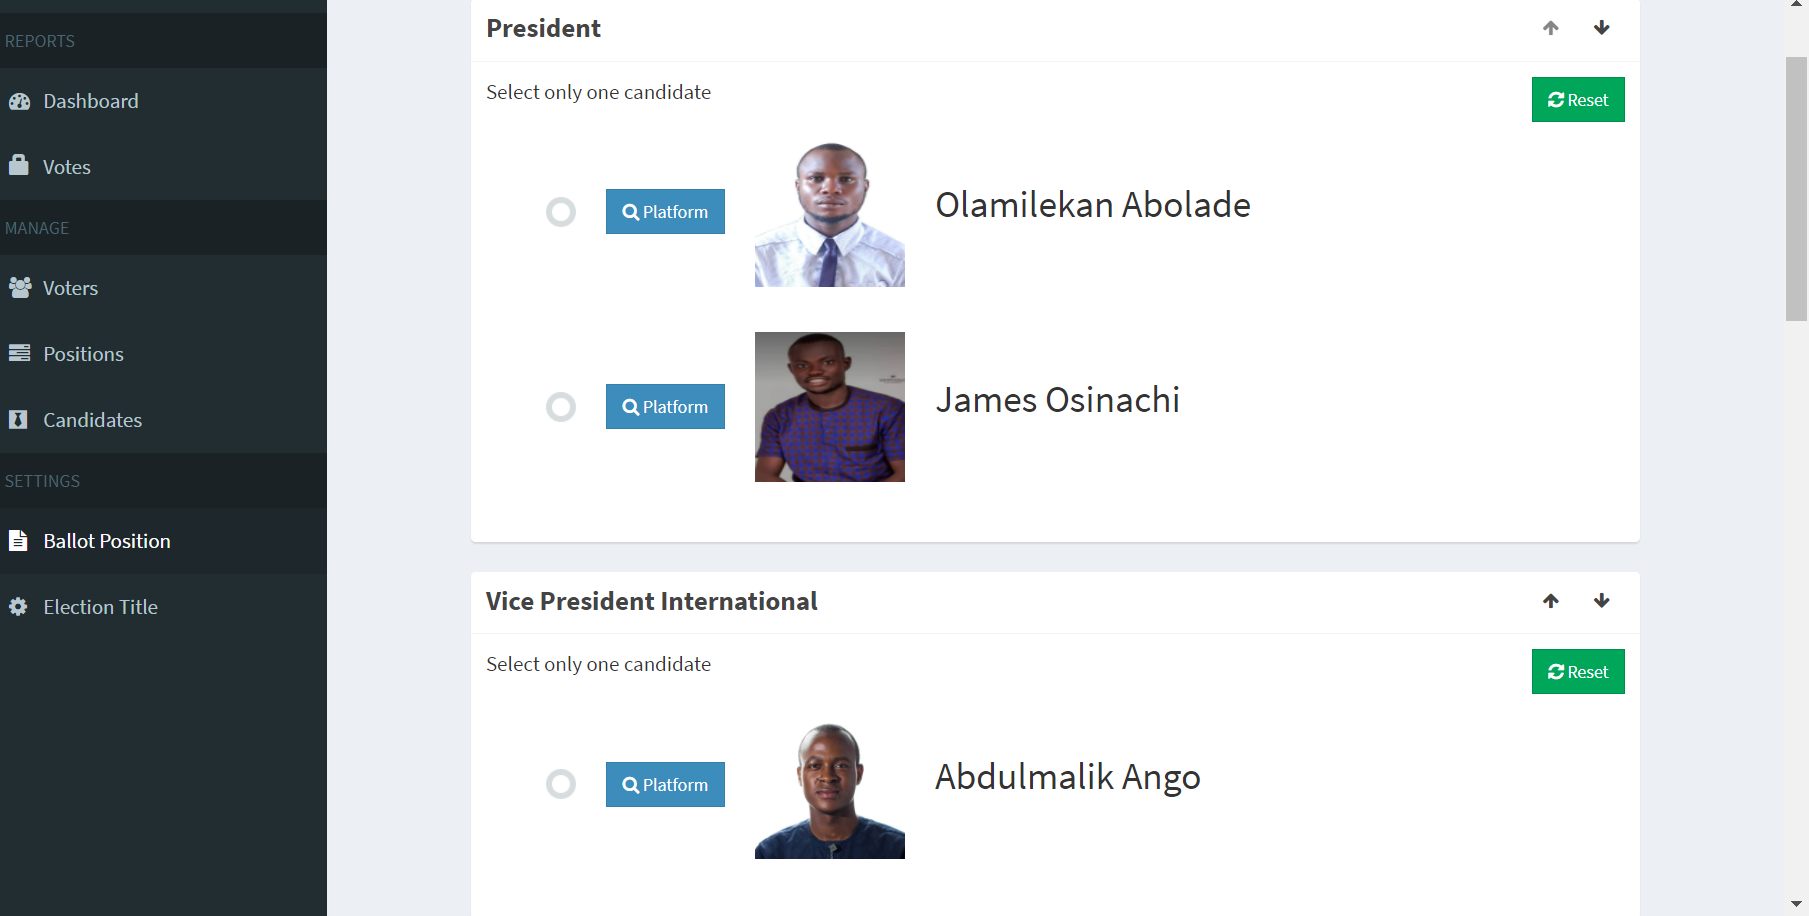 REPORTS
Dashboard
Votes
MANAGE
Voters
Positions
Candidates
SETTINGS
Ballot Position
Election Title
President
Select only one candidate
Reset
Platform
Olamilekan Abolade
Platform
James Osinachi
Vice President International
Select only one candidate
Reset
Platform
Abdulmalik Ango